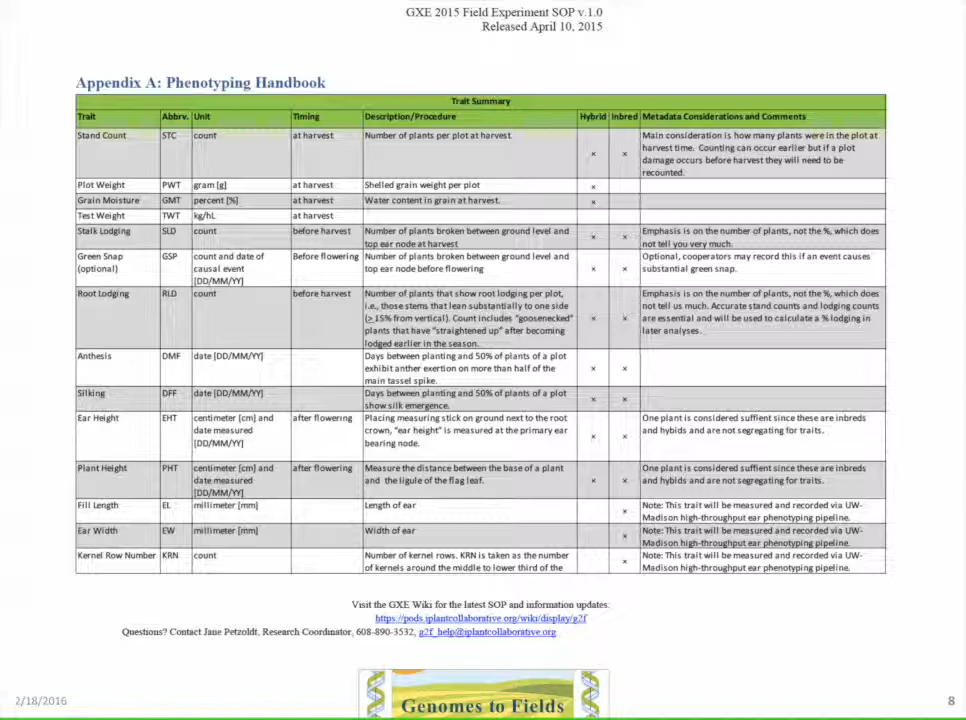 GXE 2015 Field Experiment SOP v.1.0
Released April 10, 2015
Appendix A: Phenotyping Handbook
Trait Summary
Trait Abbrv. Unit Timing Description/Procedure Hybrid Inbred Metadata Considerations and Comments
Stand Count STC count at harvest Number of plants per plot at harvest x x Main consideration is how many plants were in the plot at
harvest time. Counting can occur earlier but if a plot
damage occurs before harvest they will need to be
recounted.
Plot Weight PWT gram [g] at harvest Shelled grain weight per plot x
Grain Moisture GMT percent [%] at harvest Water content in grain at harvest. x
Test Weight TWT kg/hL at harvest
Stalk Lodging SLD count before harvest Number of plants broken between ground level and x x Emphasis is on the number of plants, not the %, which does
top ear node at harvest not tell you very much.
Green Snap GSP count and date of Before flowering Number of plants broken between ground level and x x Optional, cooperators may record this if an event causes
(optional) causal event top ear node before flowering substantial green snap.
[DD/MM/YY]
Root Lodging RLD count before harvest Number of plants that show root lodging per plot, x x Emphasis is on the number of plants, not the %, which does
i.e., those stems that lean substantially to one side not tell us much. Accurate stand counts and lodging counts
(>15% from vertical). Count includes "goosenecked" are essential and will be used to calculate a % lodging in
plants that have "straightened up" after becoming later analyses.
lodged earlier in the season.
Anthesis DMF date [DD/MM/YY] Days between planting and 50% of plants of a plot x x
exhibit anther exertion on more than half of the
main tassel spike.
Silking DFF date [DD/MM/YY] Days between planting and 50% of plants of a plot x x
show silk emergence.
Ear Height EHT centimeter [cm] and after flowering Placing measuring stick on ground next to the root x x One plant is considered suffient since these are inbreds
date measured crown, "ear height" is measured at the primary ear and hybids and are not segregating for traits.
[DD/MM/YY] bearing node.
Plant Height PHT centimeter [cm] and after flowering Measure the distance between the base of a plant x x One plant is considered suffient since these are inbreds
date measured and the ligule of the flag leaf. and hybids and are not segregating for traits.
[DD/MM/YY]
Fill Length EL millimeter [mm] Length of ear x Note: This trait will be measured and recorded via UW-
Madison high-throughput ear phenotyping pipeline.
Ear Width EW millimeter [mm] Width of ear x Note: This trait will be measured and recorded via UW-
Madison high-throughput ear phenotyping pipeline.
Kernel Row Number KRN count Number of kernel rows. KRN is taken as the number x Note: This trait will be measured and recorded via UW-
of kernels around the middle to lower third of the Madison high-throughput ear phenotyping pipeline.
Visit the GXE Wiki for the latest SOP and information updates:
https://pods.iplantcollaborative.org/wiki/display/g2f
Questions? Contact Jane Petzoldt, Research Coordinator, 608-890-3532, g2f_help@iplantcollaborative.org
2/18/2016
Genomes to Fields
8